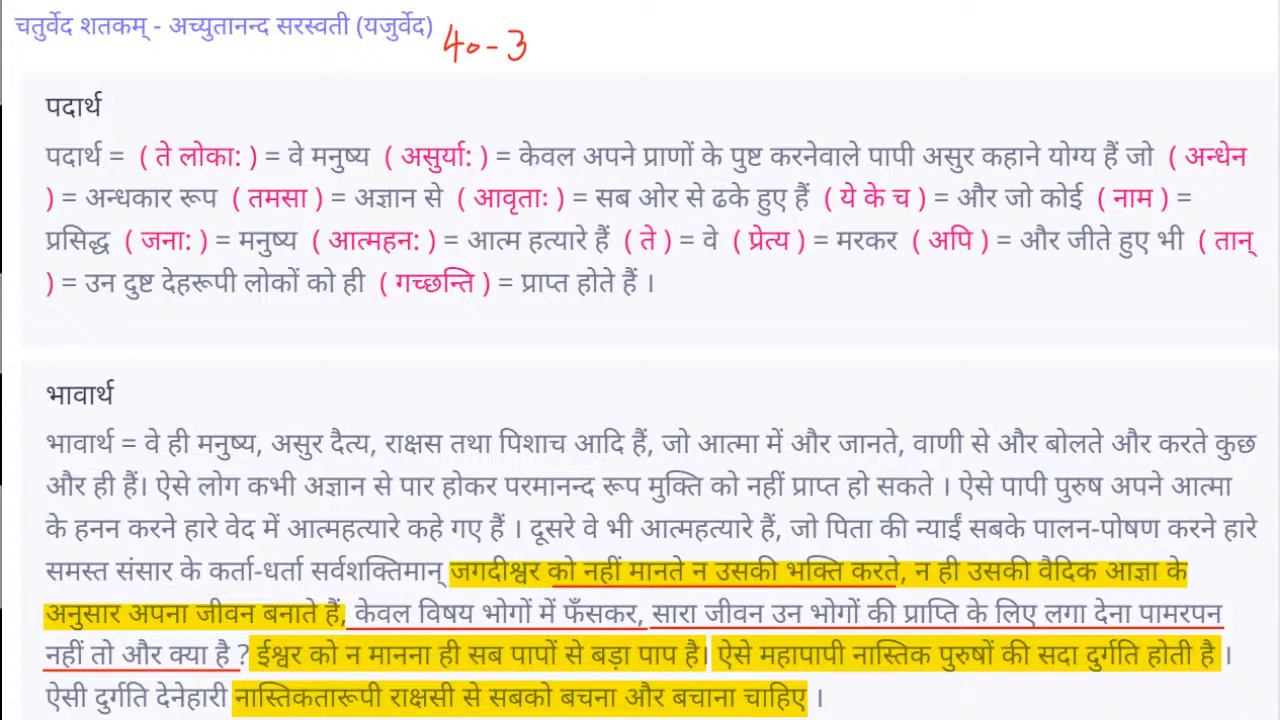 चतुर्वेद शतकम् - अच्युतानन्द सरस्वती (यजुर्वेद) 40-3
पदार्थ
पदार्थ = ( ते लोका: ) = वे मनुष्य ( असुर्या: ) = केवल अपने प्राणों के पुष्ट करनेवाले पापी असुर कहाने योग्य हैं जो ( अन्धेन
) = अन्धकार रूप ( तमसा ) = अज्ञान से ( आवृताः ) = सब ओर से ढके हुए हैं ( ये के च ) = और जो कोई ( नाम ) =
प्रसिद्ध ( जना: ) = मनुष्य ( आत्महन: ) = आत्म हत्यारे हैं ( ते ) = वे ( प्रेत्य ) = मरकर ( अपि ) = और जीते हुए भी ( तान्
) = उन दुष्ट देहरूपी लोकों को ही ( गच्छन्ति ) = प्राप्त होते हैं ।
भावार्थ
भावार्थ = वे ही मनुष्य, असुर दैत्य, राक्षस तथा पिशाच आदि हैं, जो आत्मा में और जानते, वाणी से और बोलते और करते कुछ
और ही हैं। ऐसे लोग कभी अज्ञान से पार होकर परमानन्द रूप मुक्ति को नहीं प्राप्त हो सकते । ऐसे पापी पुरुष अपने आत्मा
के हनन करने हारे वेद में आत्महत्यारे कहे गए हैं । दूसरे वे भी आत्महत्यारे हैं, जो पिता की न्याईं सबके पालन-पोषण करने हारे
समस्त संसार के कर्ता-धर्ता सर्वशक्तिमान् जगदीश्वर को नहीं मानते न उसकी भक्ति करते, न ही उसकी वैदिक आज्ञा के
अनुसार अपना जीवन बनाते हैं, केवल विषय भोगों में फँसकर, सारा जीवन उन भोगों की प्राप्ति के लिए लगा देना पामरपन
नहीं तो और क्या है ? ईश्वर को न मानना ही सब पापों से बड़ा पाप है। ऐसे महापापी नास्तिक पुरुषों की सदा दुर्गति होती है ।
ऐसी दुर्गति देनेहारी नास्तिकतारूपी राक्षसी से सबको बचना और बचाना चाहिए ।